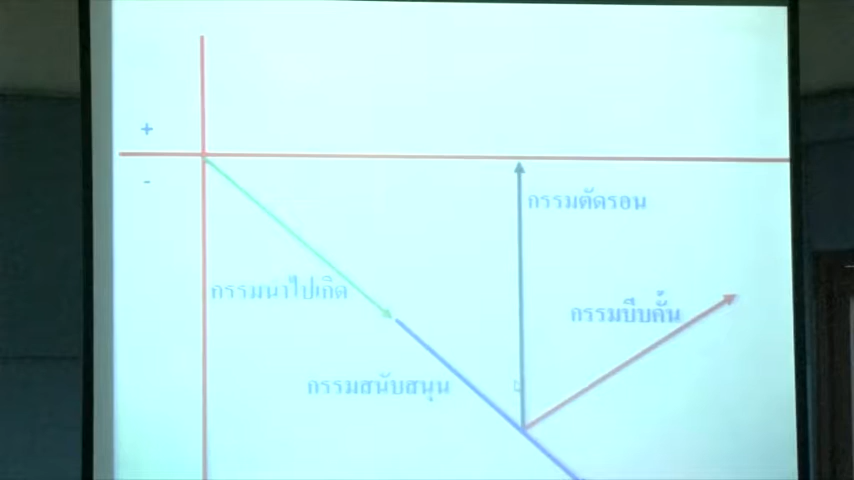 +
-
กรรมตัดรอน
กรรมนำไปเกิด
กรรมบีบคั้น
กรรมสนับสนุน